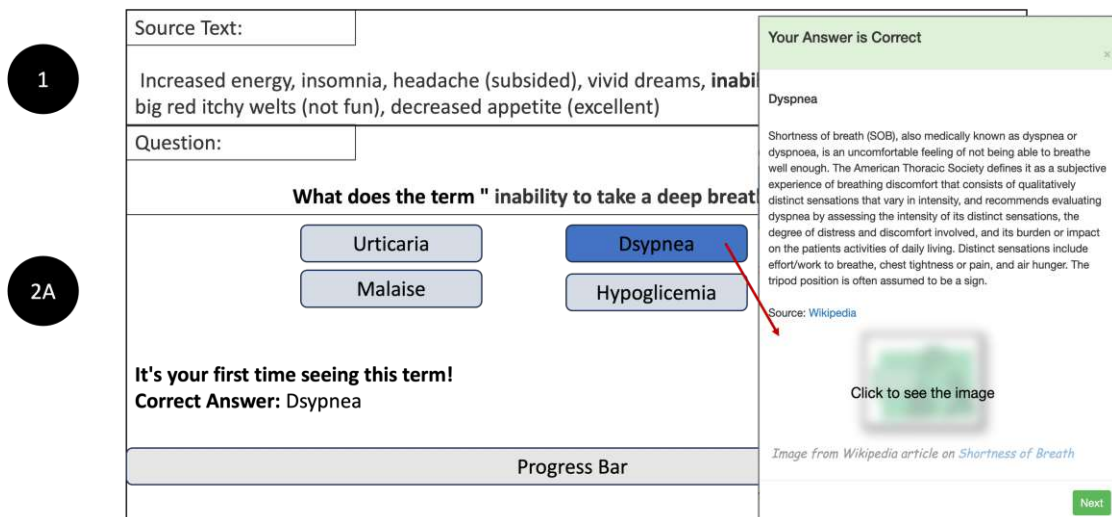 1
Source Text:
Increased energy, insomnia, headache (subsided), vivid dreams, inabil
big red itchy welts (not fun), decreased appetite (excellent)
Question:
What does the term " inability to take a deep breat
2A
Urticaria
Dsypnea
Malaise
Hypoglicemia
It's your first time seeing this term!
Correct Answer: Dsypnea
Progress Bar
Your Answer is Correct
×
Dyspnea
Shortness of breath (SOB), also medically known as dyspnea or
dyspnoea, is an uncomfortable feeling of not being able to breathe
well enough. The American Thoracic Society defines it as a subjective
experience of breathing discomfort that consists of qualitatively
distinct sensations that vary in intensity, and recommends evaluating
dyspnea by assessing the intensity of its distinct sensations, the
degree of distress and discomfort involved, and its burden or impact
on the patients activities of daily living. Distinct sensations include
effort/work to breathe, chest tightness or pain, and air hunger. The
tripod position is often assumed to be a sign.
Source: Wikipedia
Click to see the image
Image from Wikipedia article on Shortness of Breath
Next